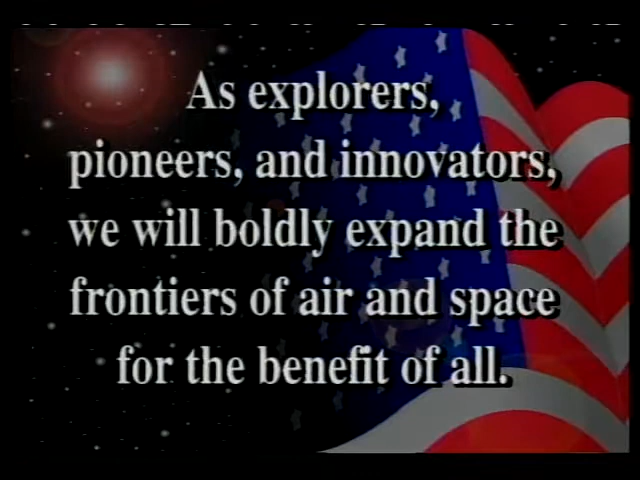 As explorers,
pioneers, and innovators,
we will boldly expand the
frontiers of air and space
for the benefit of all.